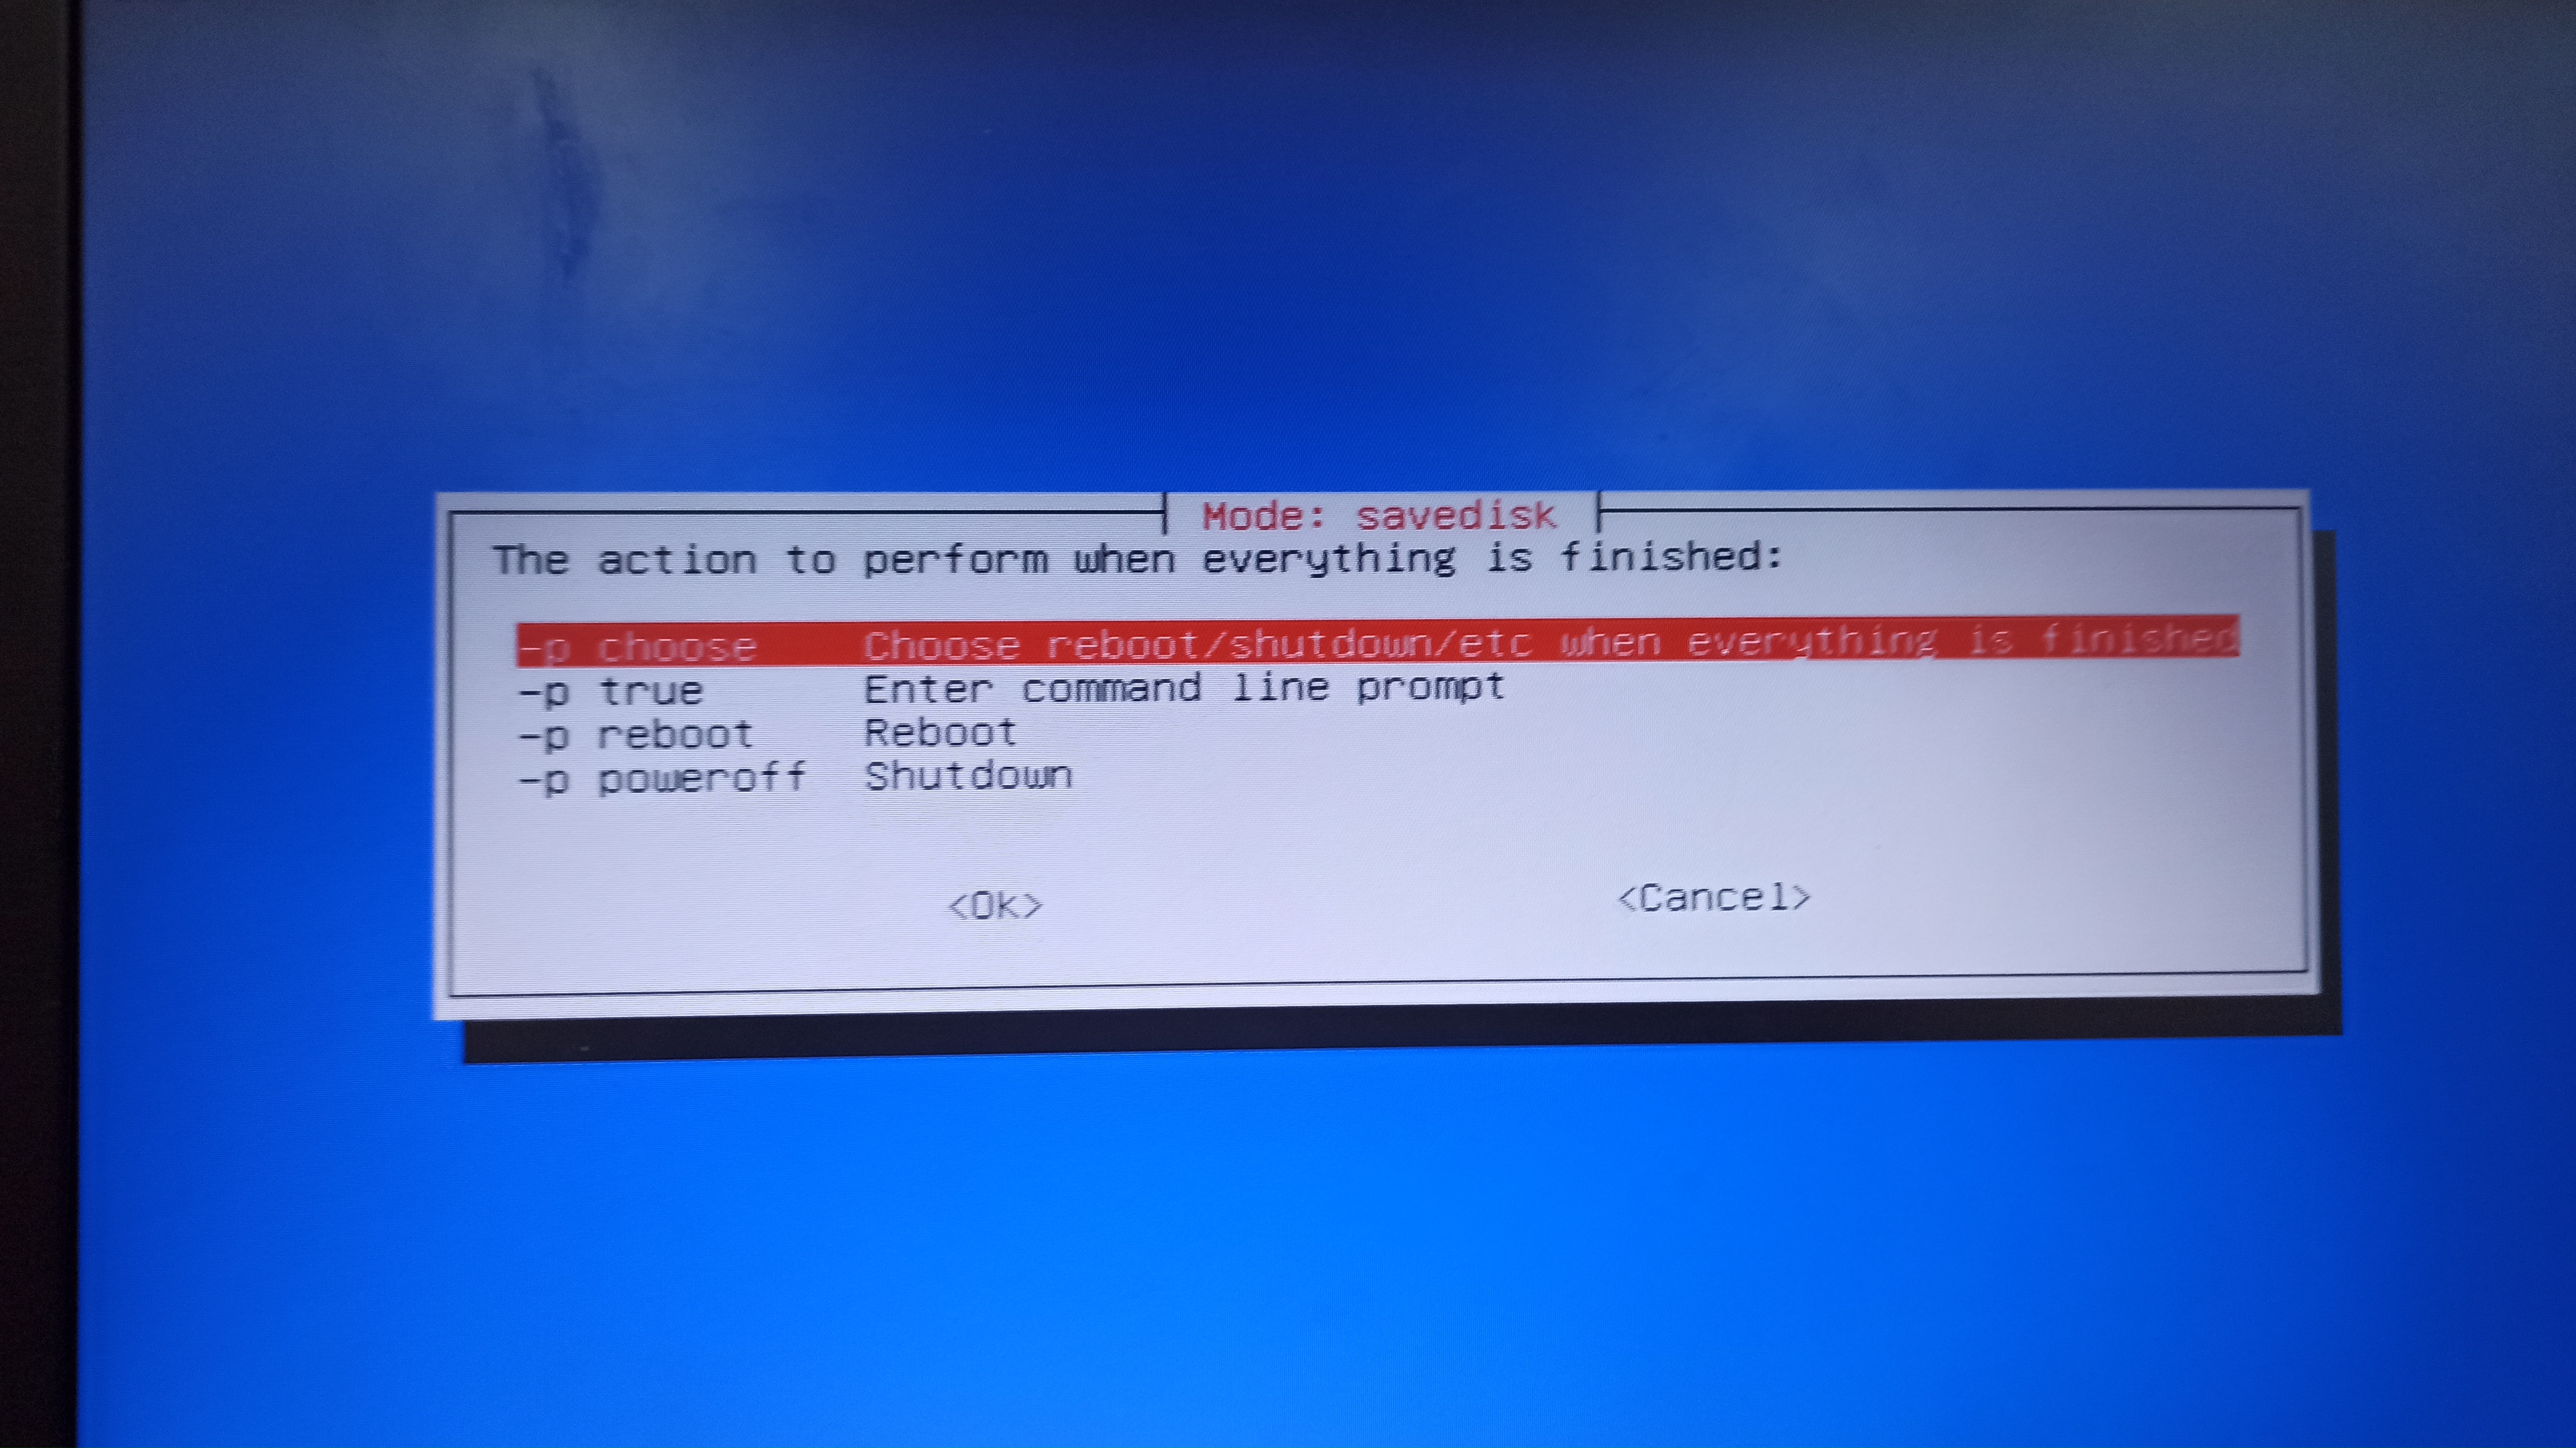 Mode: savedisk
The action to perform when everything is finished:
-p choose Choose reboot/shutdown/etc when everything is finished
-p true Enter command line prompt
-p reboot Reboot
-p poweroff Shutdown
<Ok> <Cancel>